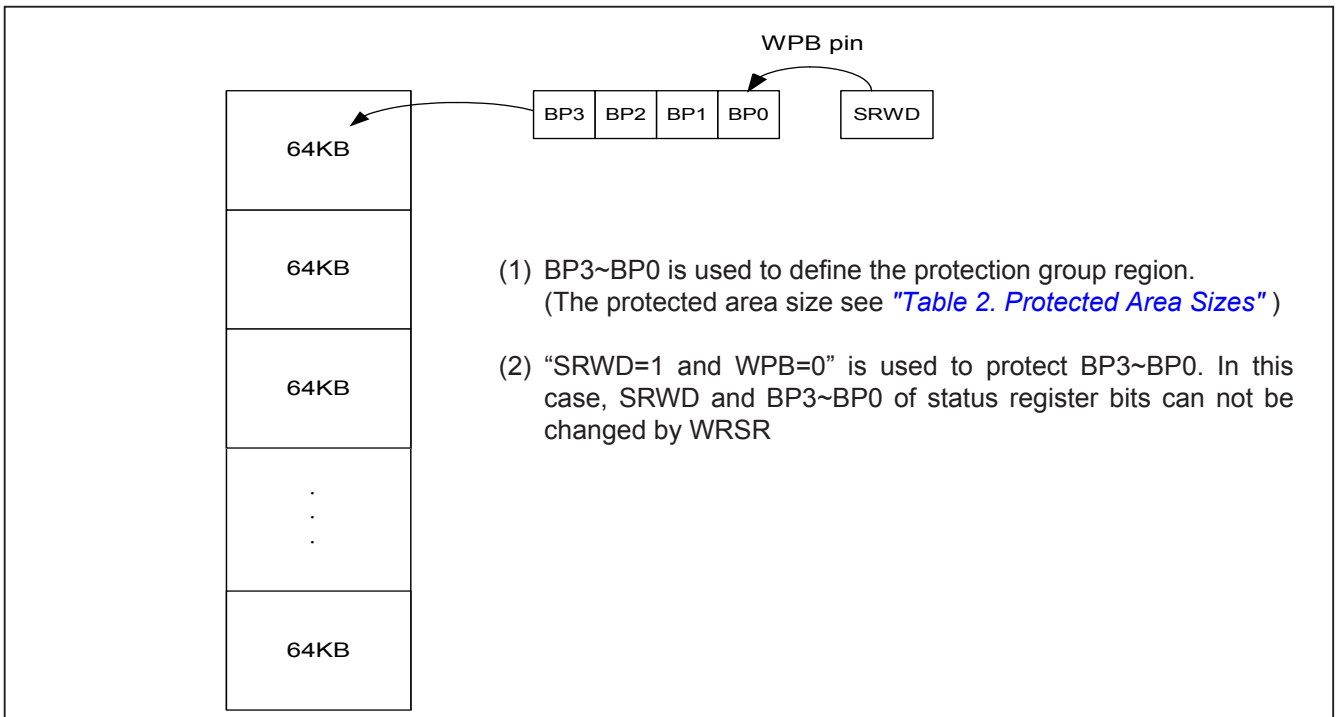 WPB pin
BP3 BP2 BP1 BP0 SRWD
64KB
64KB
(1) BP3~BP0 is used to define the protection group region.
(The protected area size see "Table 2. Protected Area Sizes" )
64KB
(2) “SRWD=1 and WPB=0” is used to protect BP3~BP0. In this
case, SRWD and BP3~BP0 of status register bits can not be
changed by WRSR
.
.
.
64KB